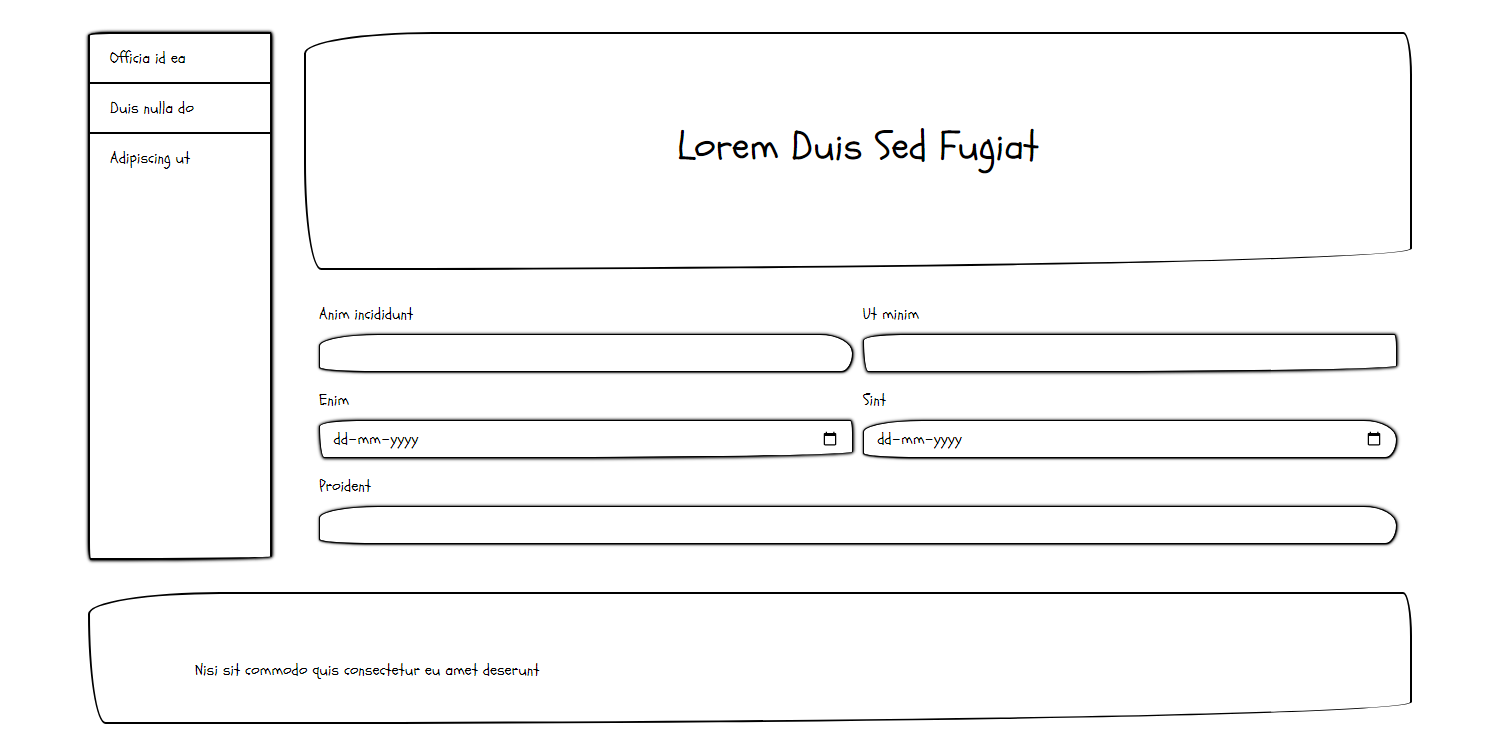 Officia id ea
Duis nulla do
Adipiscing ut
Lorem Duis Sed Fugiat
Anim incididunt
Ut minim
Enim
Sint
dd-mm-yyyy
dd-mm-yyyy
Proident
Nisi sit commodo quis consectetur eu amet deserunt